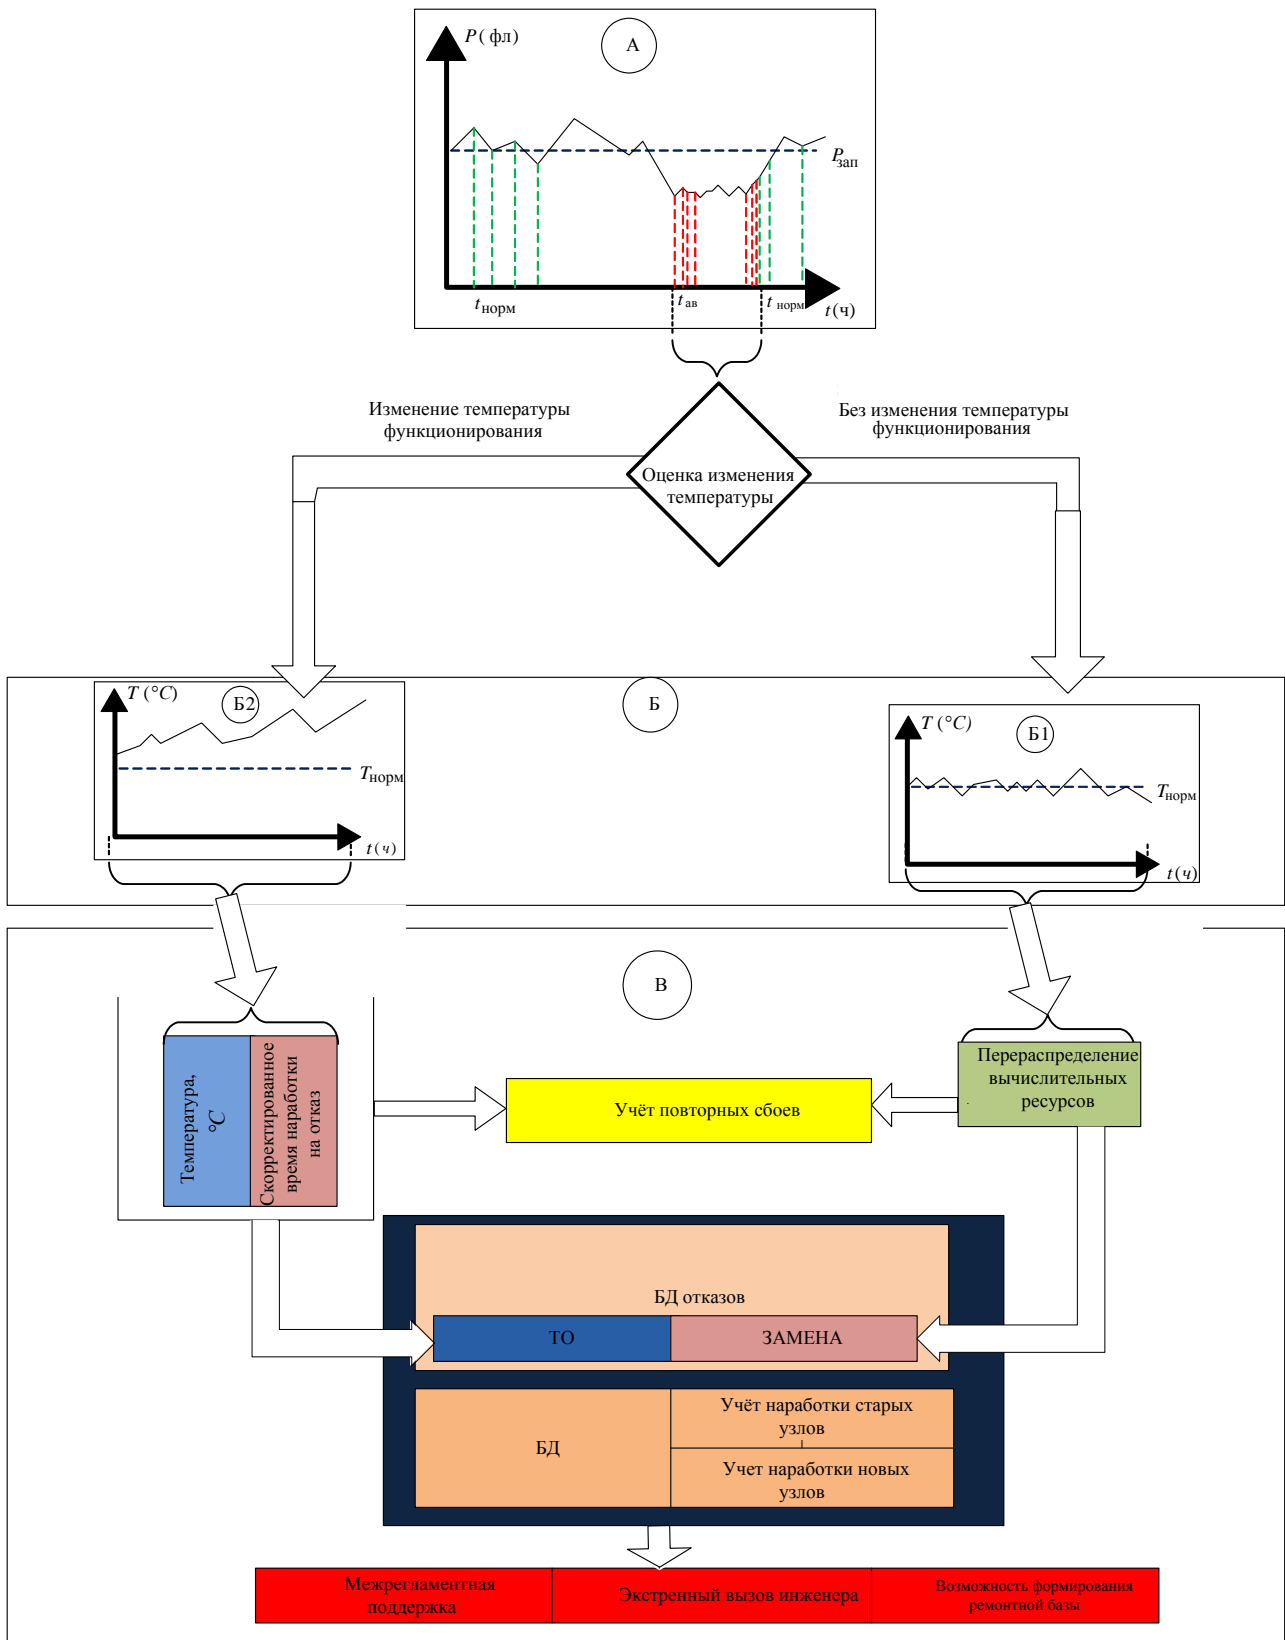 P( фл)
А
Pзап
tнорм
tав
t норм
t(ч)
Изменение температуры
функционирования
Без изменения температуры
функционирования
Оценка изменения
температуры
T (°C)
Б2
Tнорм
t(ч)
Б
T (°C)
Б1
Tнорм
t(ч)
В
Температура,
°C
Скорректированное
время наработки
на отказ
Учёт повторных сбоев
Перераспределение
вычислительных
ресурсов
БД отказов
ТО
ЗАМЕНА
БД
Учёт наработки старых
узлов
Учет наработки новых
узлов
Межрегламентная
поддержка
Экстренный вызов инженера
Возможность формирования
ремонтной базы